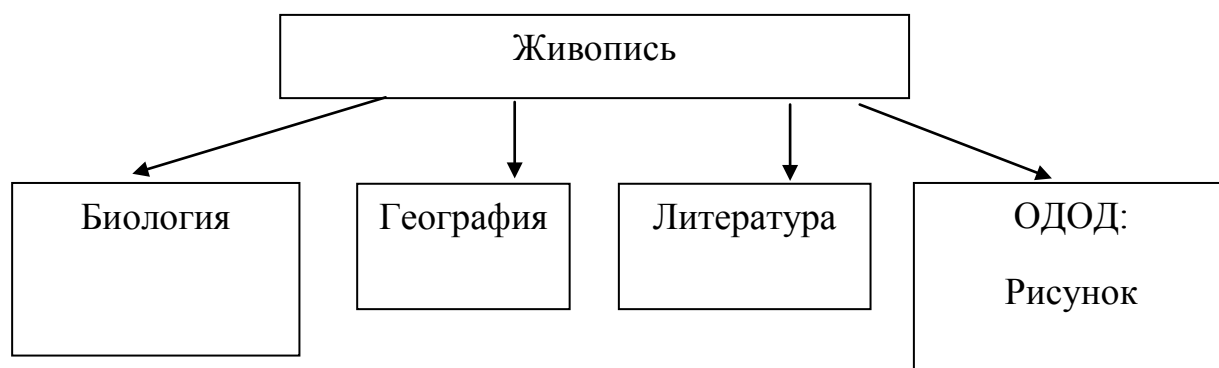 Живопись
Биология
География
Литература
ОДОД:
Рисунок